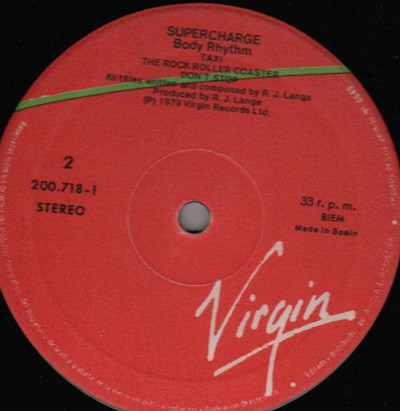 SUPERCHARGE
Body Rhythm
TAXI
THE ROCK ROLLER COASTER
DON'T STOP
All titles written and composed by R. J. Lange
Produced by R. J. Lange
(P) 1979 Virgin Records Ltd.
2
200.718-I
STEREO
33 r. p. m.
BIEM
Made in Spain
Virgin